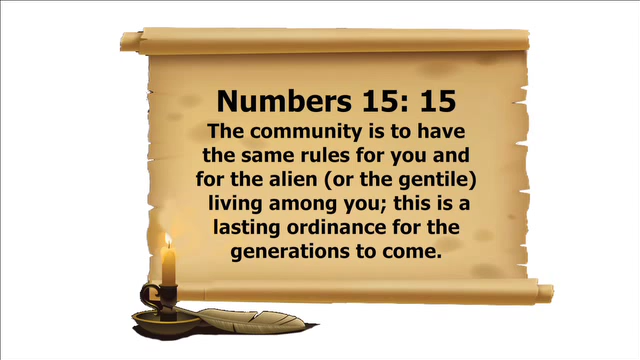 Numbers 15: 15
The community is to have
the same rules for you and
for the alien (or the gentile)
living among you; this is a
lasting ordinance for the
generations to come.